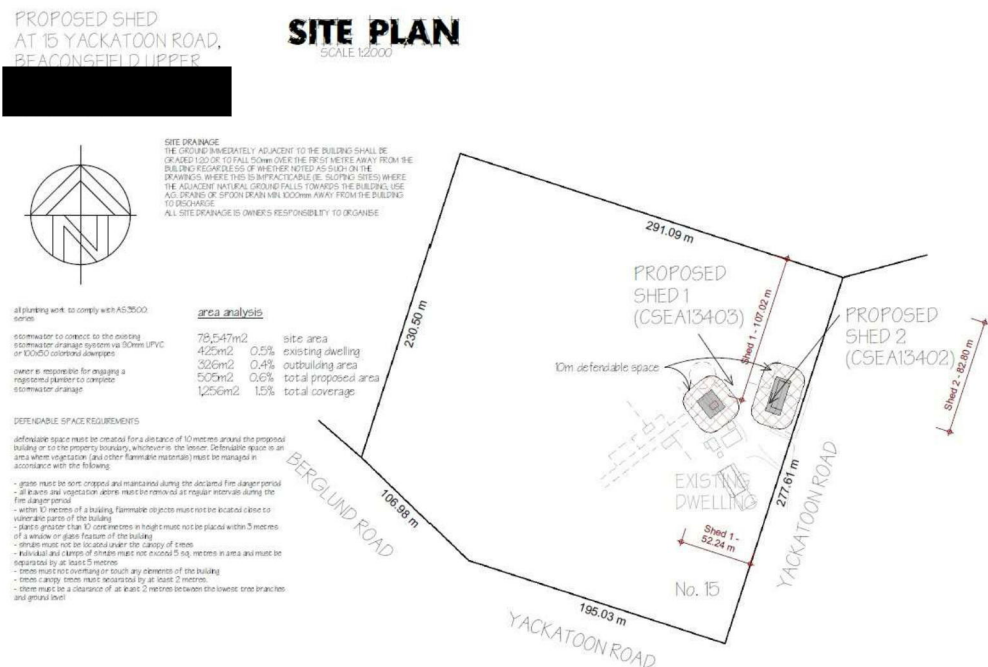 PROPOSED SHED
AT 15 YACKATOON ROAD,
BEACONSFIELD UPPER
SITE PLAN
SCALE 1:2000
N
SITE DRAINAGE
THE GROUND IMMEDIATELY ADJACENT TO THE BUILDING SHALL BE
GRADED 1:20 OR TO FALL 50mm OVER THE FIRST METRE AWAY FROM THE
BUILDING REGARDLESS OF WHETHER NOTED AS SUCH ON THE
DRAWINGS, WHERE THIS IS IMPRACTICABLE (IE. SLOPING SITES) WHERE
THE ADJACENT NATURAL GROUND FALLS TOWARDS THE BUILDING, USE
A.G. DRAINS OR SPOON DRAIN MIN. 1000mm AWAY FROM THE BUILDING
TO DISCHARGE
ALL SITE DRAINAGE IS OWNERS RESPONSIBILITY TO ORGANISE
all plumbing work to comply with AS3500
series
stormwater to connect to the existing
stormwater drainage system via 90mm UPVC
or 100x50 colorbond downpipes
owner is responsible for engaging a
registered plumber to complete
stormwater drainage
area analysis
78,547m2 site area
425m2 0.5% existing dwelling
326m2 0.4% outbuilding area
505m2 0.6% total proposed area
1,256m2 1.5% total coverage
DEFENDABLE SPACE REQUIREMENTS
defendable space must be created for a distance of 10 metres around the proposed
building or to the property boundary, whichever is the lesser. Defendable space is an
area where vegetation (and other flammable materials) must be managed in
accordance with the following
- grass must be sort cropped and maintained during the declared fire danger period
- all leaves and vegetation debris must be removed at regular intervals during the
fire danger period
- within 10 metres of a building, flammable objects must not be located close to
vulnerable parts of the building
- plants greater than 10 centimetres in height must not be placed within 3 metres
of a window or glass feature of the building
- shrubs must not be located under the canopy of trees
- individual and clumps of shrubs must not exceed 5 sq. metres in area and must be
separated by at least 5 metres
- trees must not overhang or touch any elements of the building
- trees canopy trees must separated by at least 2 metres.
- there must be a clearance of at least 2 metres between the lowest tree branches
and ground level
291.09 m
230.50 m
PROPOSED
SHED 1
(CSEA13403)
Shed 1 - 107.02 m
PROPOSED
SHED 2
(CSEA13402)
Shed 2 - 82.80 m
10m defendable space
EXISTING
DWELLING
277.61 m
YACKATOON ROAD
Shed 1 -
52.24 m
BERGLUND ROAD
106.98 m
No. 15
195.03 m
YACKATOON ROAD